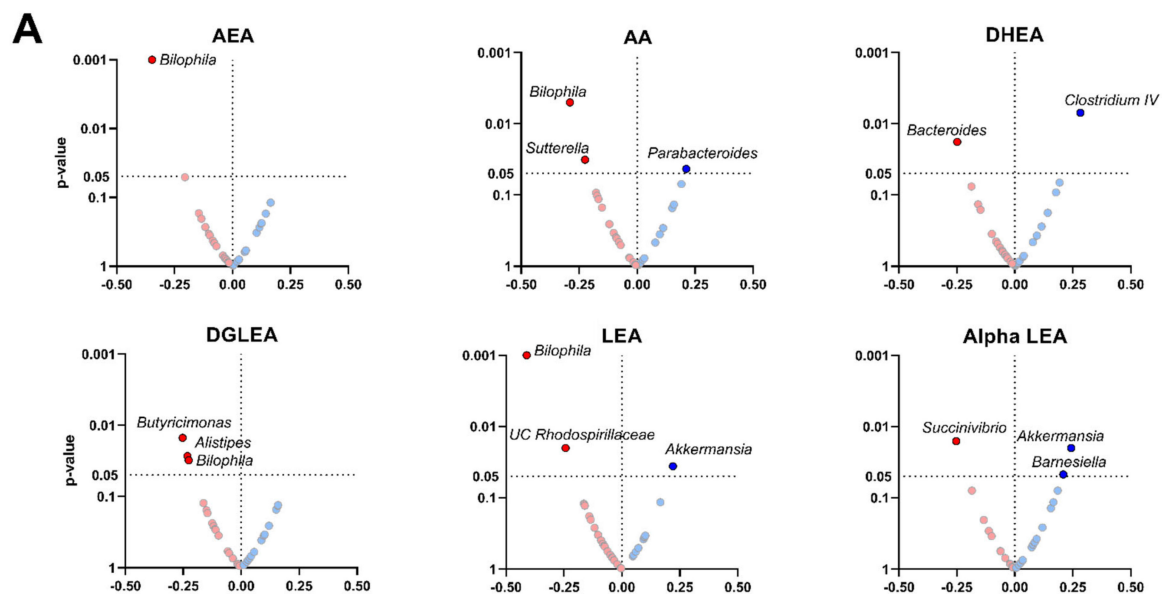 A
AEA
0.001
0.01
0.05
0.1
1
p-value
Bilophila
-0.50
-0.25
0.00
0.25
0.50
AA
0.001
0.01
0.05
0.1
1
Bilophila
Sutterella
Parabacteroides
-0.50
-0.25
0.00
0.25
0.50
DHEA
0.001
0.01
0.05
0.1
1
Clostridium IV
Bacteroides
-0.50
-0.25
0.00
0.25
0.50
DGLEA
0.001
0.01
0.05
0.1
1
p-value
Butyricimonas
Alistipes
Bilophila
-0.50
-0.25
0.00
0.25
0.50
LEA
0.001
0.01
0.05
0.1
1
Bilophila
UC Rhodospirillaceae
Akkermansia
-0.50
-0.25
0.00
0.25
0.50
Alpha LEA
0.001
0.01
0.05
0.1
1
Succinivibrio
Akkermansia
Barnesiella
-0.50
-0.25
0.00
0.25
0.50